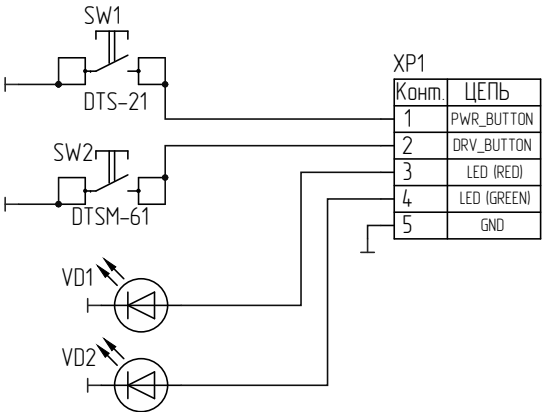 SW1
DTS-21
SW2
DTSM-61
VD1
VD2
XP1
Конт. ЦЕПЬ
1 PWR_BUTTON
2 DRV_BUTTON
3 LED (RED)
4 LED (GREEN)
5 GND